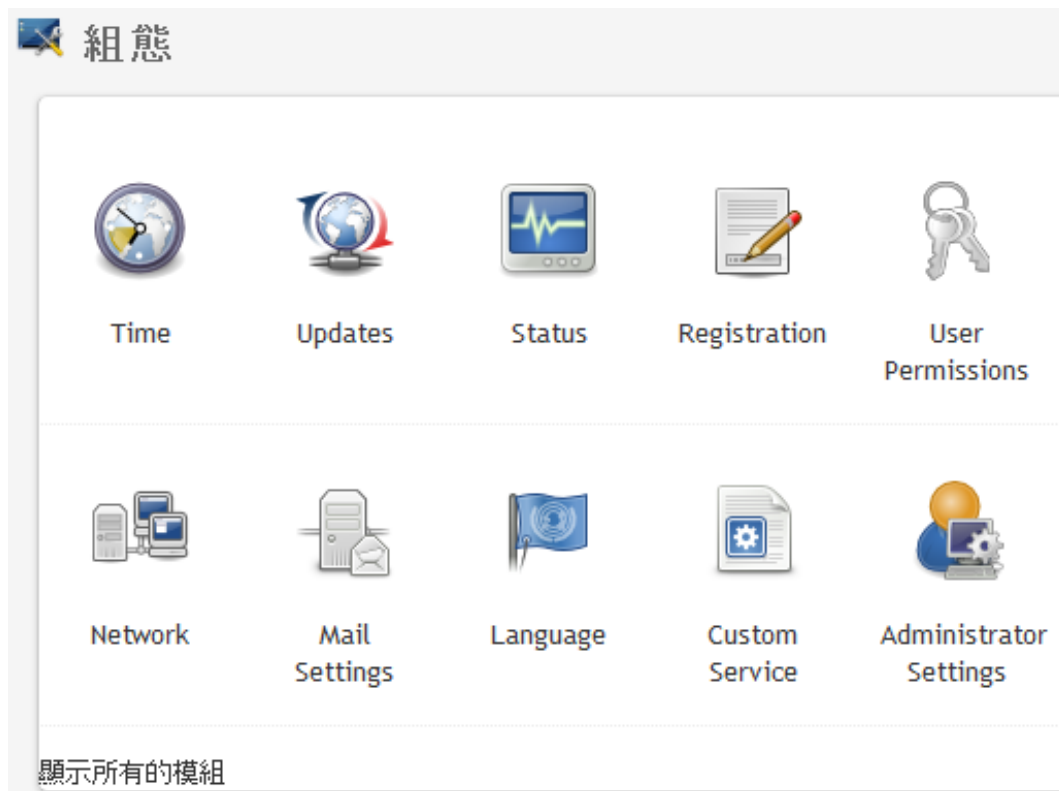 組態
Time
Updates
Status
Registration
User
Permissions
Network
Mail
Settings
Language
Custom
Service
Administrator
Settings
顯示所有的模組